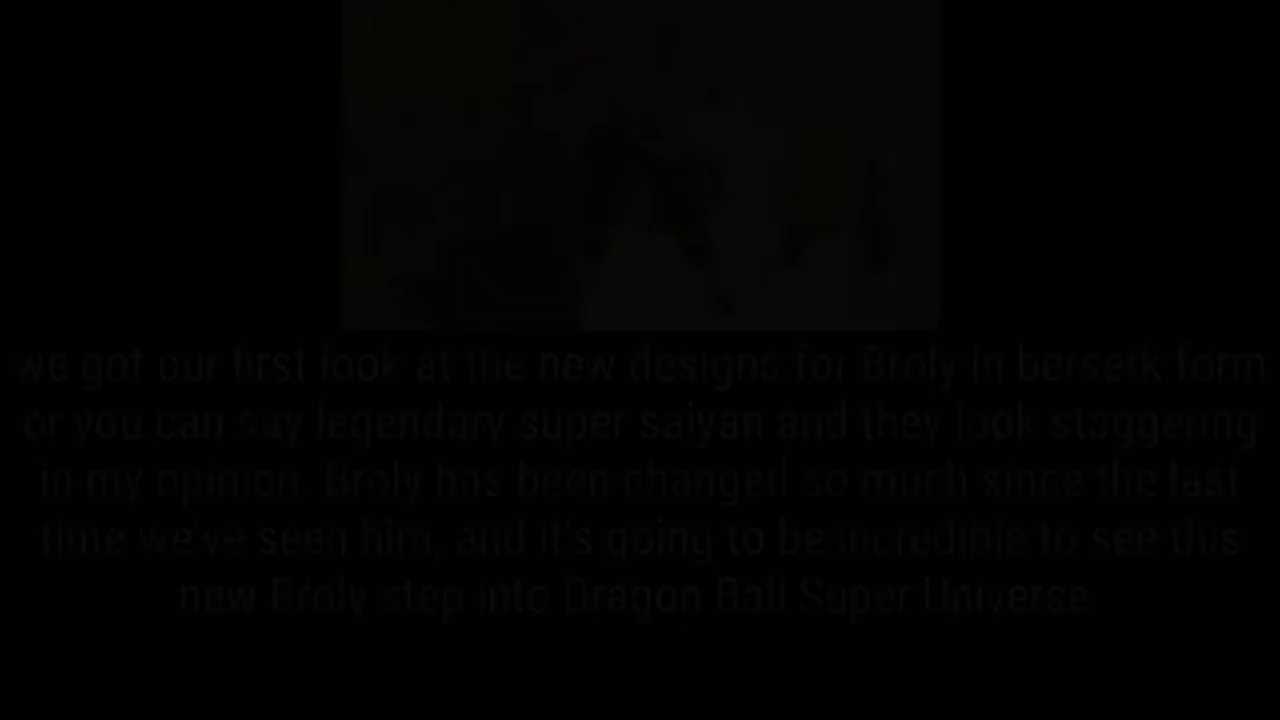 we got our first look at the new designs for Broly in berserk form
or you can say legendary super saiyan and they look staggering
in my opinion. Broly has been changed so much since the last
time we've seen him, and it's going to be incredible to see this
new Broly step into Dragon Ball Super Universe